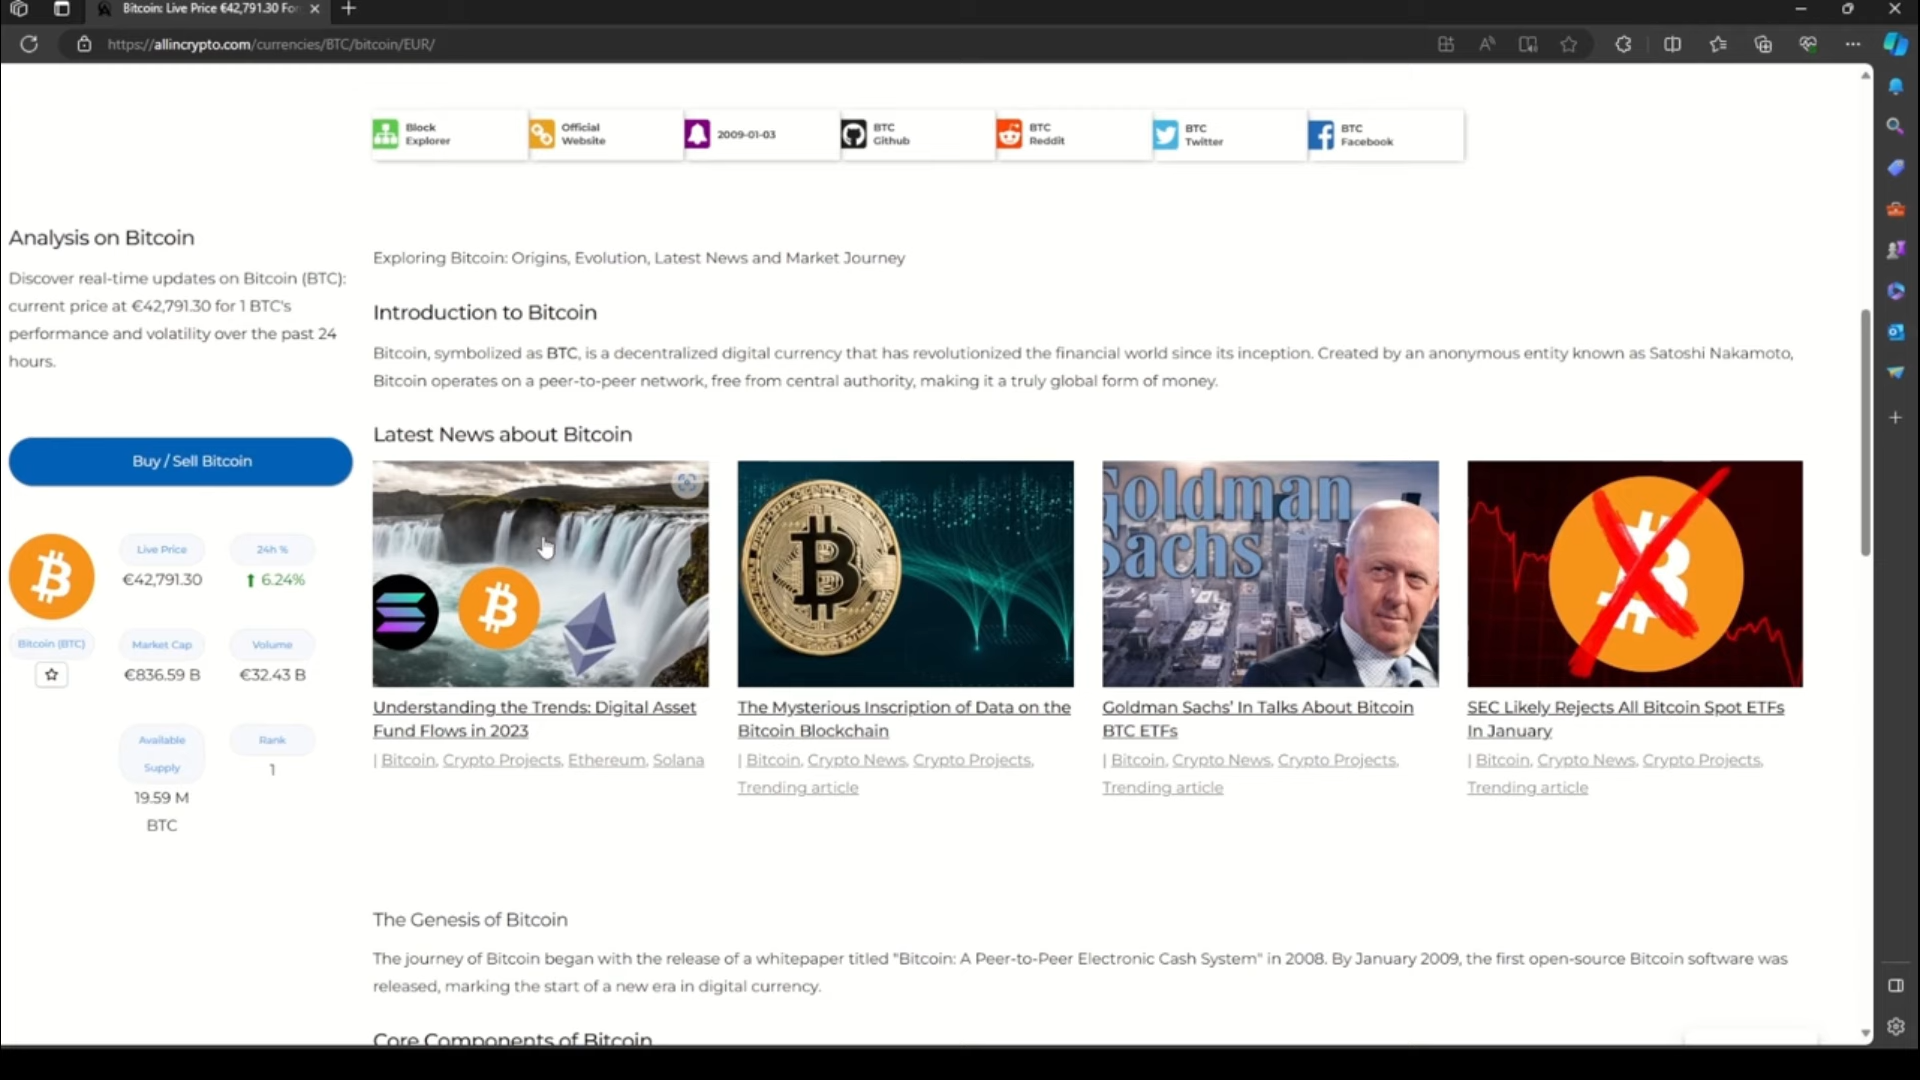 Bitcoin: Live Price €42,791.30 For
https://allincrypto.com/currencies/BTC/bitcoin/EUR/
Block
Explorer
Official
Website
2009-01-03
BTC
Github
BTC
Reddit
BTC
Twitter
BTC
Facebook
Analysis on Bitcoin
Discover real-time updates on Bitcoin (BTC):
current price at €42,791.30 for 1 BTC's
performance and volatility over the past 24
hours.
Buy / Sell Bitcoin
Live Price
24h %
€42,791.30
6.24%
Bitcoin (BTC)
Market Cap
Volume
€836.59 B
€32.43 B
Available
Supply
Rank
1
19.59 M
BTC
Exploring Bitcoin: Origins, Evolution, Latest News and Market Journey
Introduction to Bitcoin
Bitcoin, symbolized as BTC, is a decentralized digital currency that has revolutionized the financial world since its inception. Created by an anonymous entity known as Satoshi Nakamoto,
Bitcoin operates on a peer-to-peer network, free from central authority, making it a truly global form of money.
Latest News about Bitcoin
Goldman
Sachs
Understanding the Trends: Digital Asset
Fund Flows in 2023
| Bitcoin, Crypto Projects, Ethereum, Solana
The Mysterious Inscription of Data on the
Bitcoin Blockchain
| Bitcoin, Crypto News, Crypto Projects,
Trending article
Goldman Sachs' In Talks About Bitcoin
BTC ETFs
| Bitcoin, Crypto News, Crypto Projects,
Trending article
SEC Likely Rejects All Bitcoin Spot ETFs
In January
| Bitcoin, Crypto News, Crypto Projects,
Trending article
The Genesis of Bitcoin
The journey of Bitcoin began with the release of a whitepaper titled "Bitcoin: A Peer-to-Peer Electronic Cash System" in 2008. By January 2009, the first open-source Bitcoin software was
released, marking the start of a new era in digital currency.
Core Components of Bitcoin